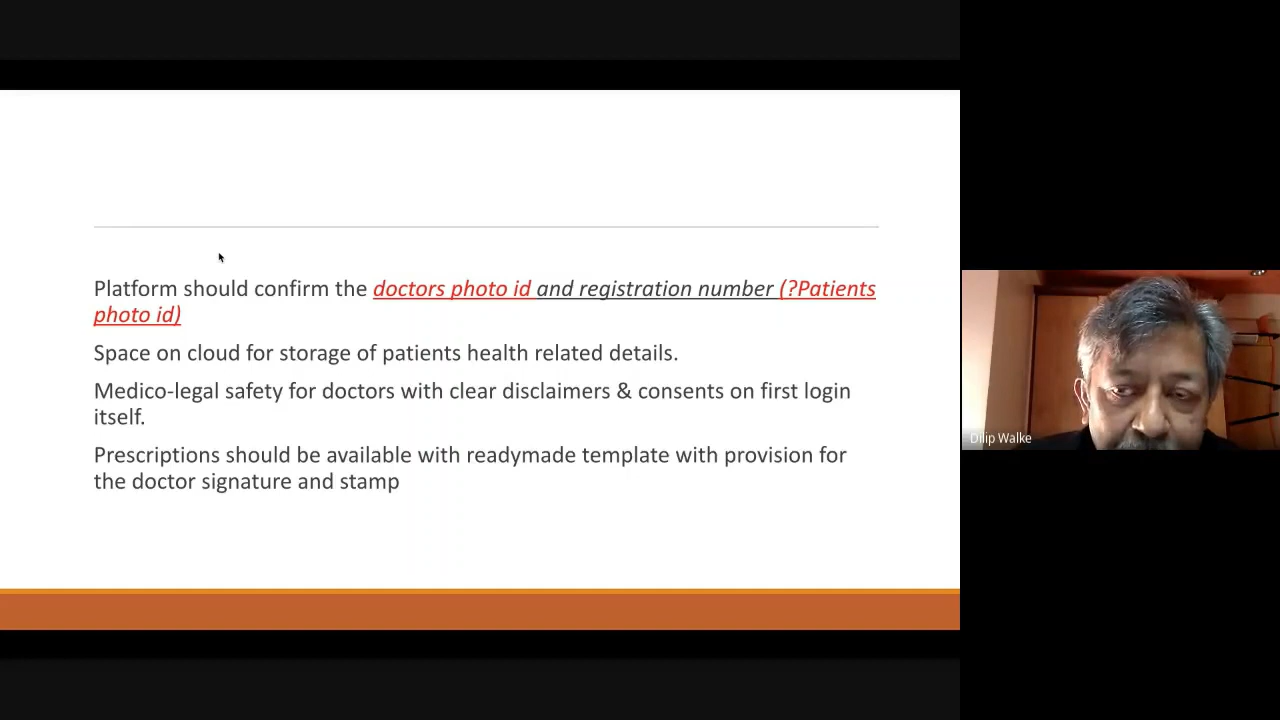 Platform should confirm the doctors photo id and registration number (?Patients
photo id)
Space on cloud for storage of patients health related details.
Medico-legal safety for doctors with clear disclaimers & consents on first login
itself.
Prescriptions should be available with readymade template with provision for
the doctor signature and stamp
Dilip Walke